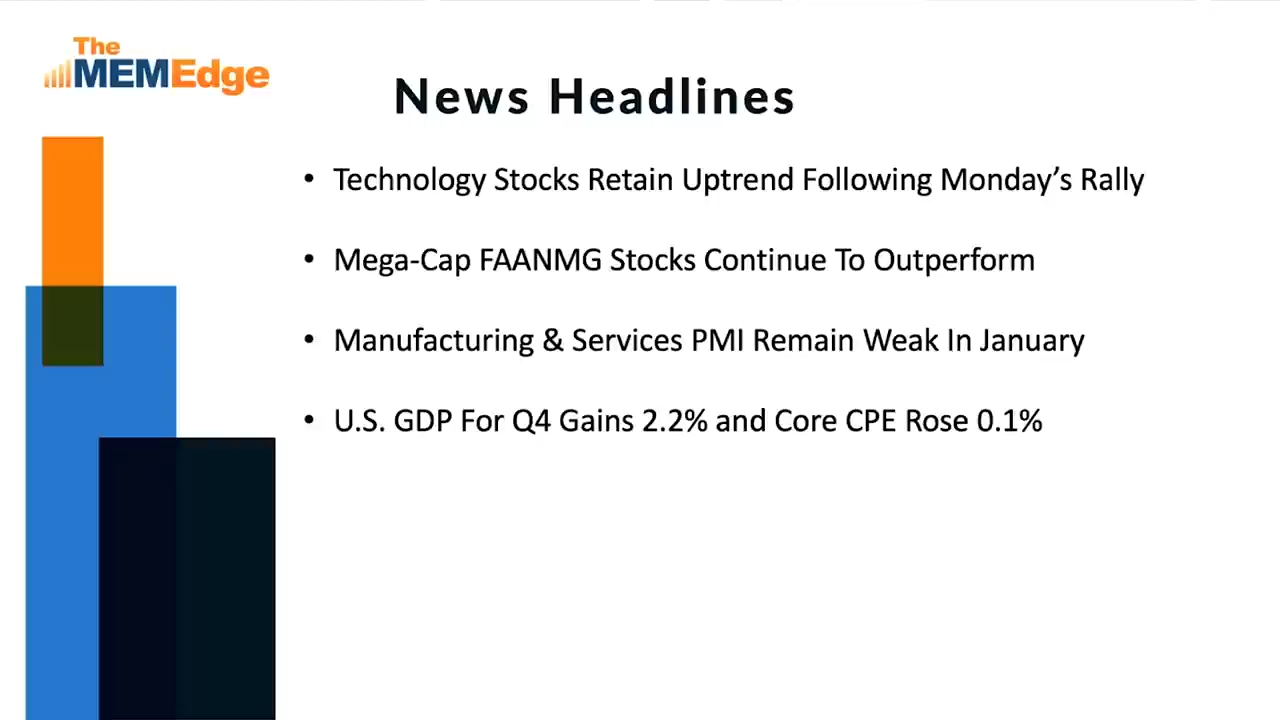 The
MEMEdge
News Headlines
• Technology Stocks Retain Uptrend Following Monday’s Rally
• Mega-Cap FAANMG Stocks Continue To Outperform
• Manufacturing & Services PMI Remain Weak In January
• U.S. GDP For Q4 Gains 2.2% and Core CPE Rose 0.1%